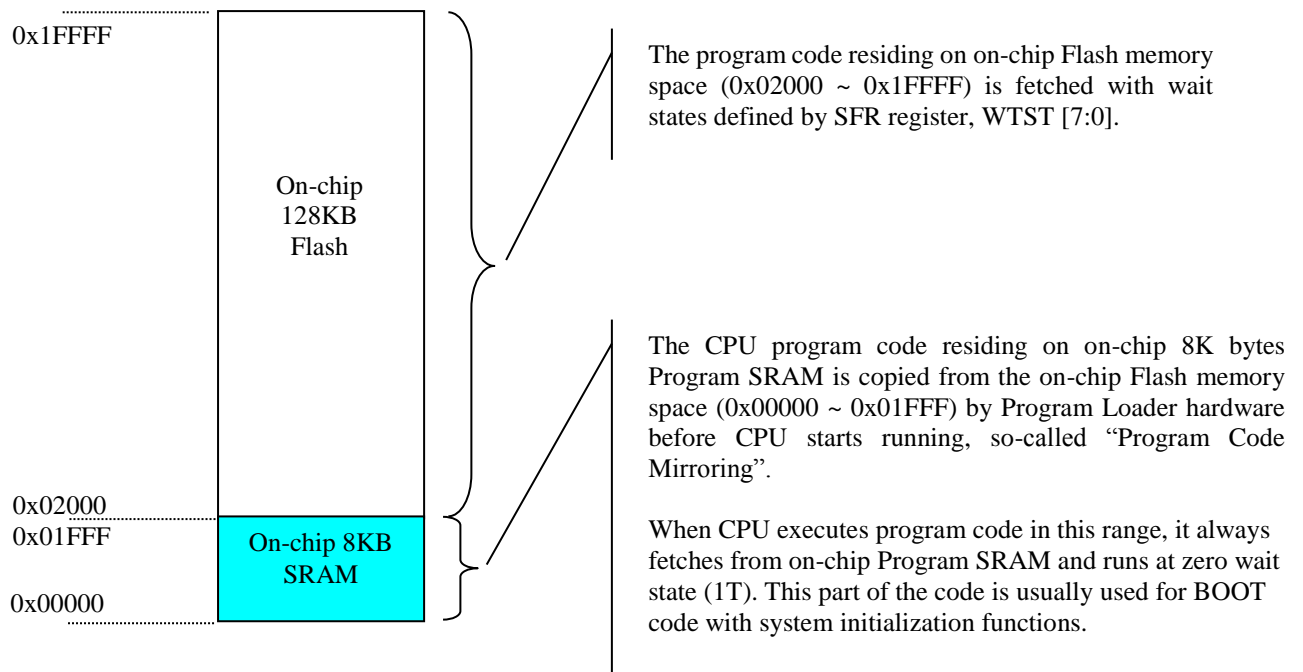 0x1FFFF
On-chip
128KB
Flash
The program code residing on on-chip Flash memory
space (0x02000 ~ 0x1FFFF) is fetched with wait
states defined by SFR register, WTST [7:0].
0x02000
0x01FFF
0x00000
On-chip 8KB
SRAM
The CPU program code residing on on-chip 8K bytes
Program SRAM is copied from the on-chip Flash memory
space (0x00000 ~ 0x01FFF) by Program Loader hardware
before CPU starts running, so-called “Program Code
Mirroring”.
When CPU executes program code in this range, it always
fetches from on-chip Program SRAM and runs at zero wait
state (1T). This part of the code is usually used for BOOT
code with system initialization functions.